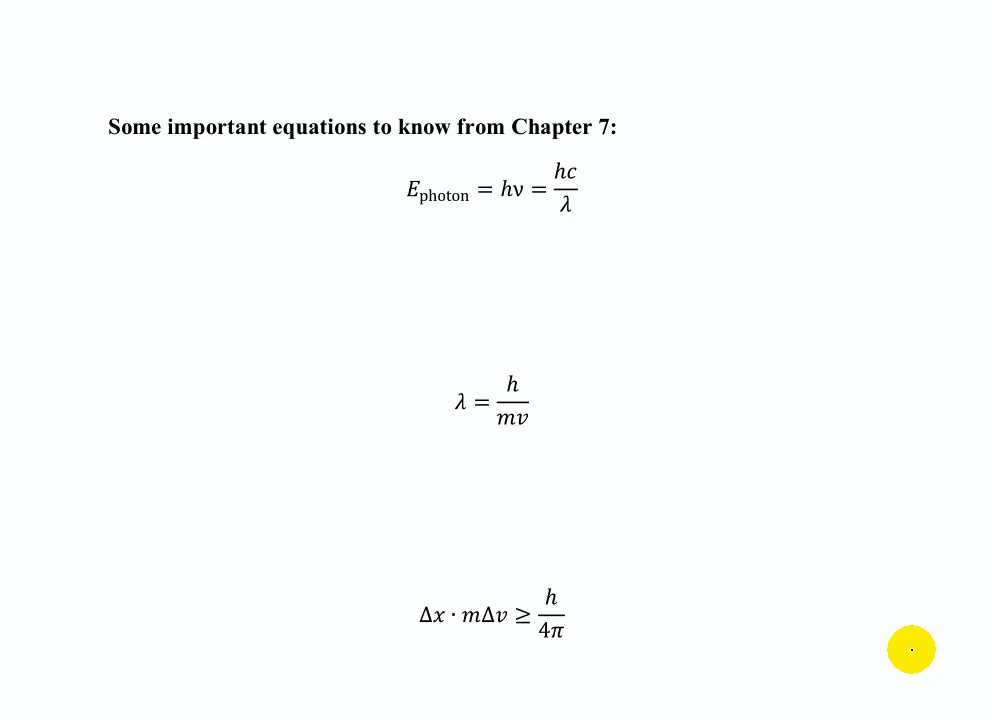 Some important equations to know from Chapter 7:
E_photon = hν = hc/λ
λ = h/mv
Δx · mΔv ≥ h/4π